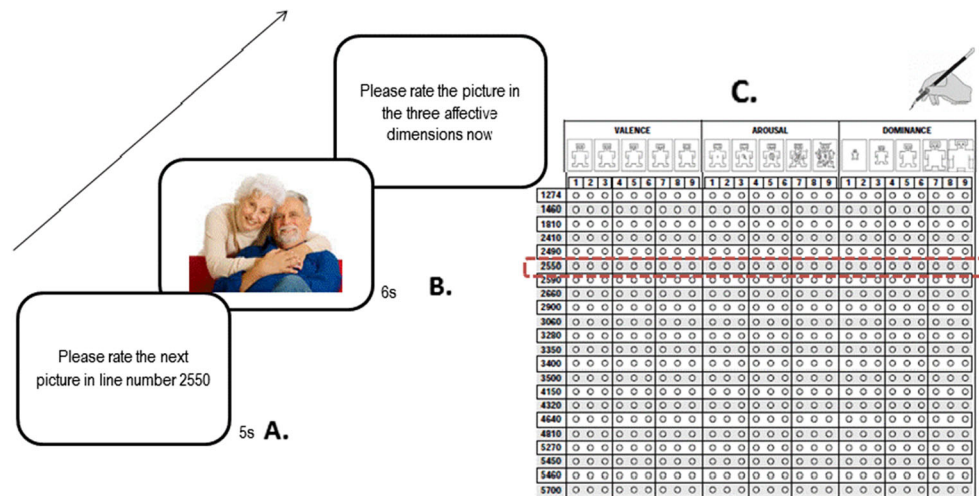 Please rate the picture in
the three affective
dimensions now
6s
B.
Please rate the next
picture in line number 2550
5s
A.
C.
VALENCE AROUSAL DOMINANCE
1 2 3 4 5 6 7 8 9 1 2 3 4 5 6 7 8 9 1 2 3 4 5 6 7 8 9
1274
1460
1810
2410
2490
2550
2590
2660
2900
3060
3280
3350
3400
3500
4150
4320
4640
4810
5270
5450
5460
5700